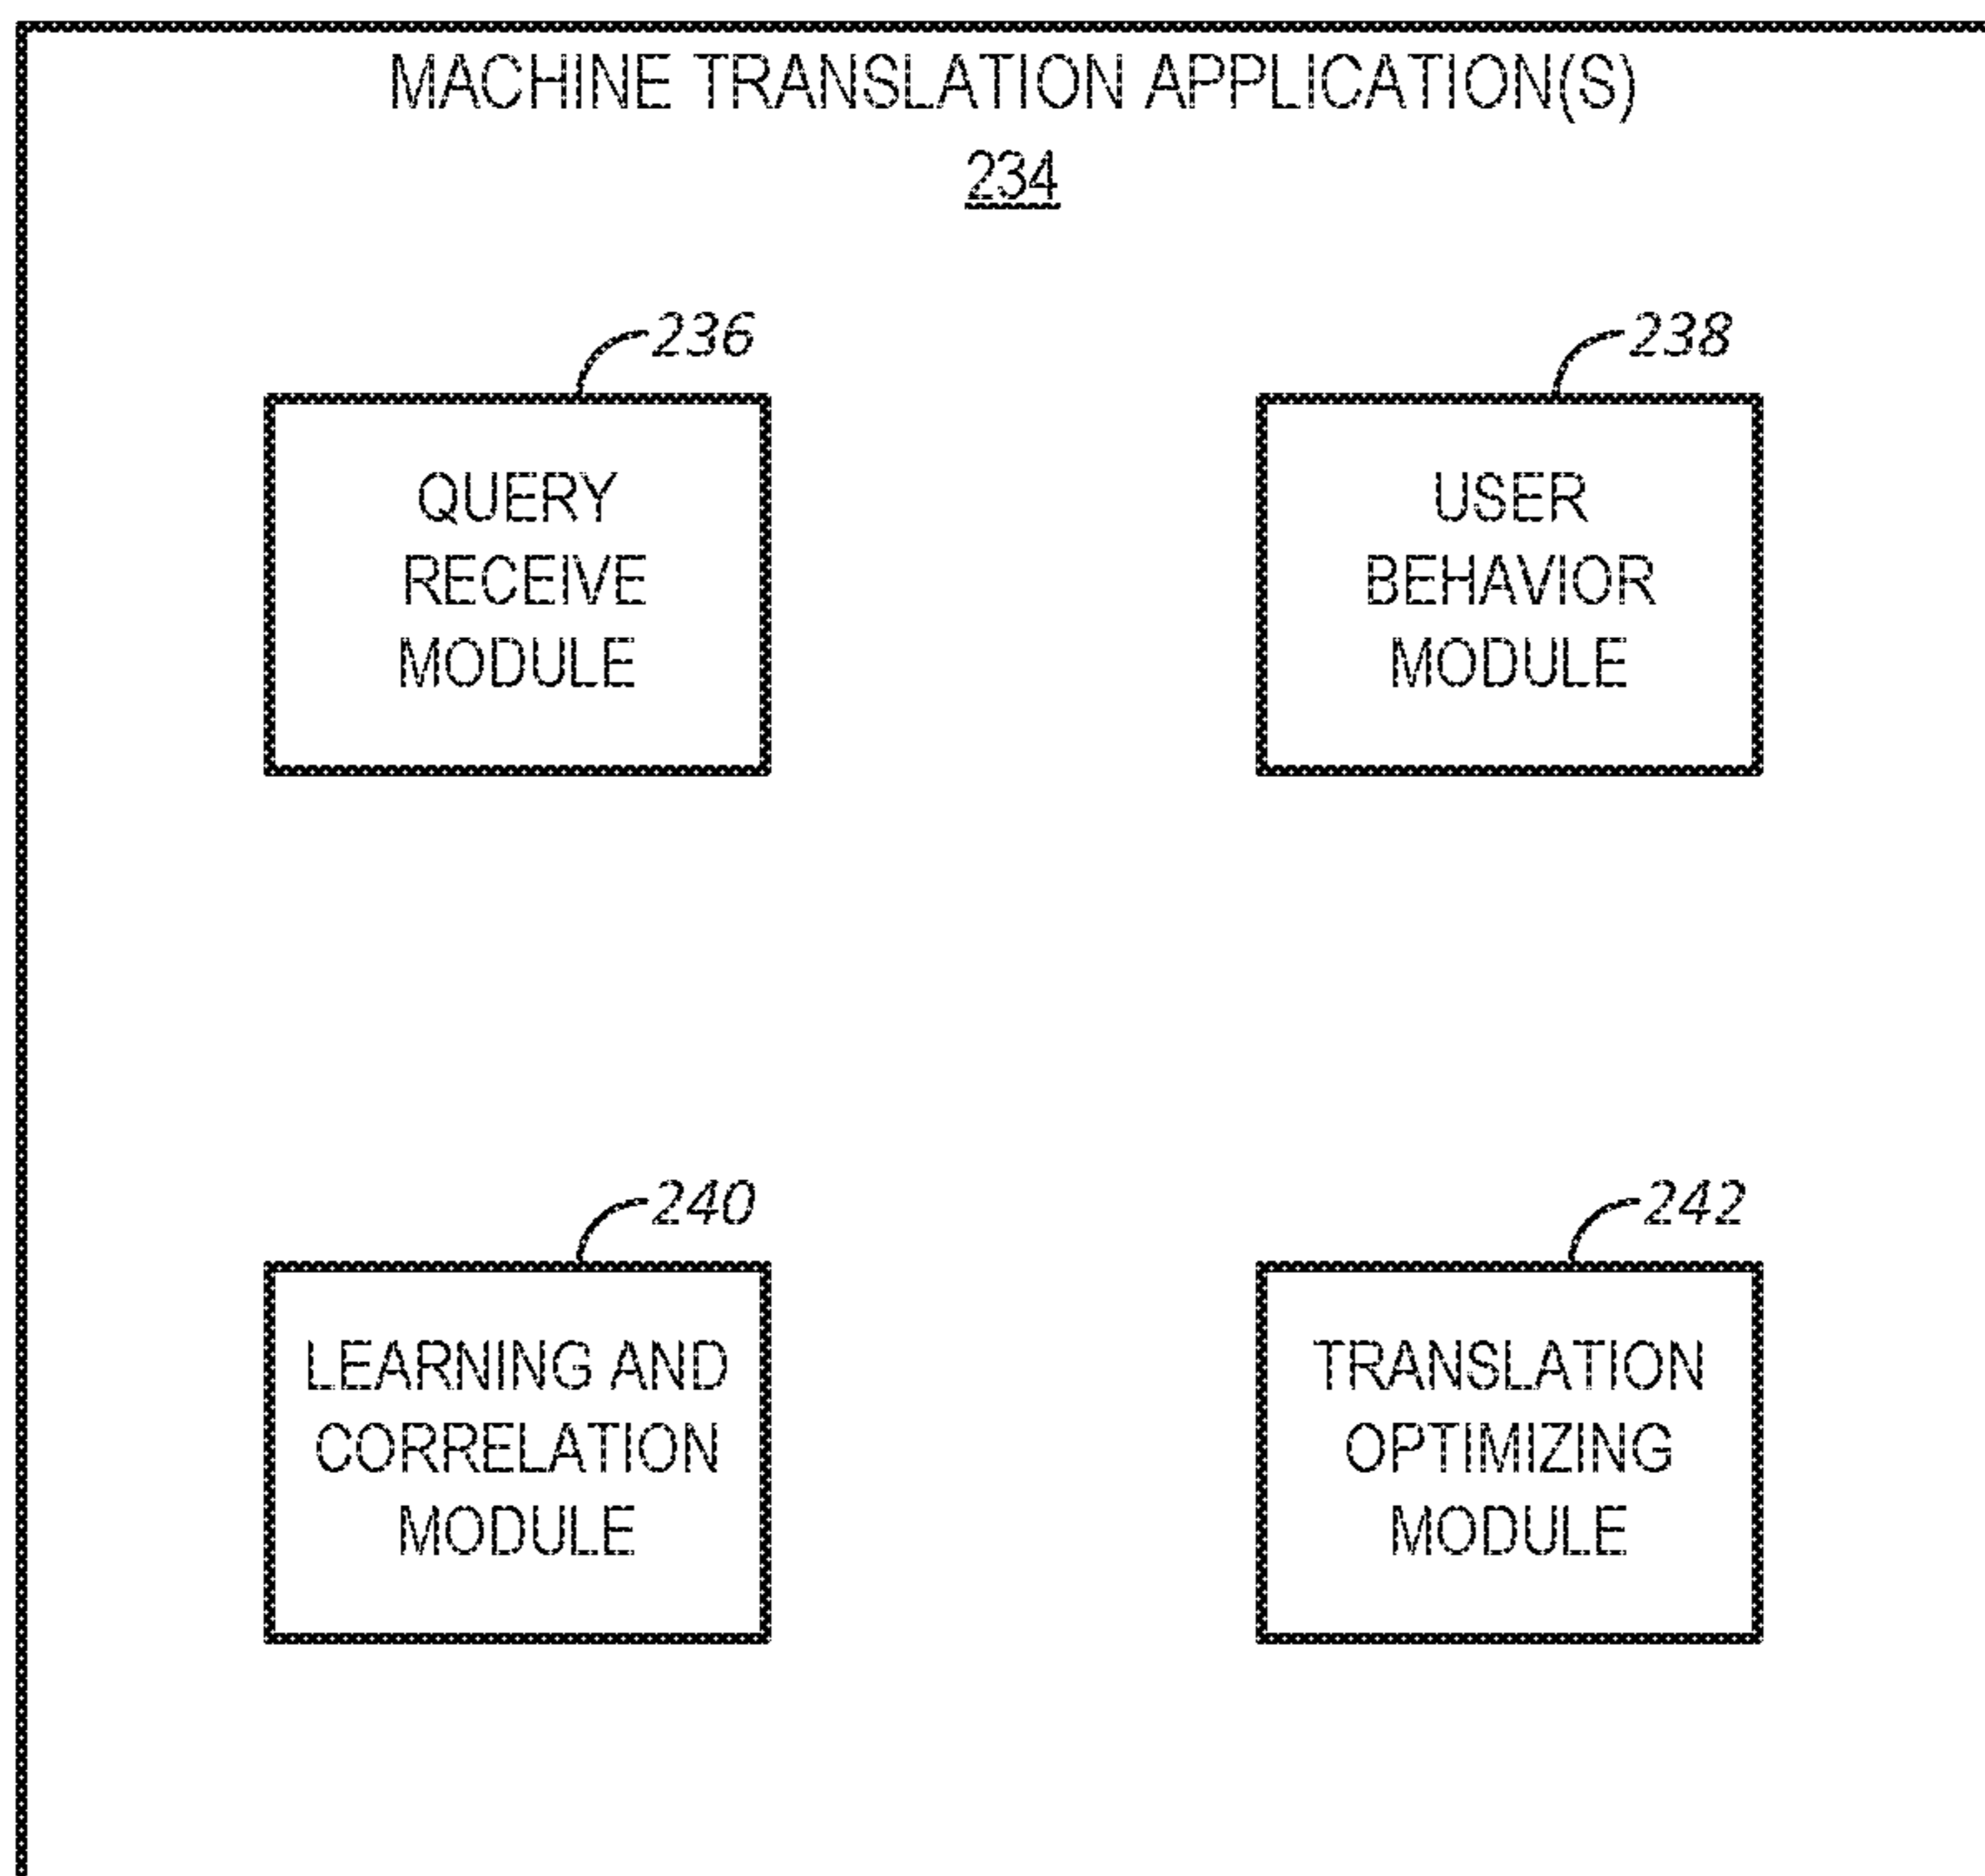 MACHINE TRANSLATION APPLICATION(S)
234
236
QUERY
RECEIVE
MODULE
238
USER
BEHAVIOR
MODULE
240
LEARNING AND
CORRELATION
MODULE
242
TRANSLATION
OPTIMIZING
MODULE